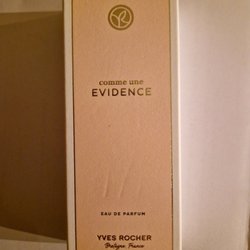 comme une
EVIDENCE
EAU DE PARFUM
YVES ROCHER
Bretagne France